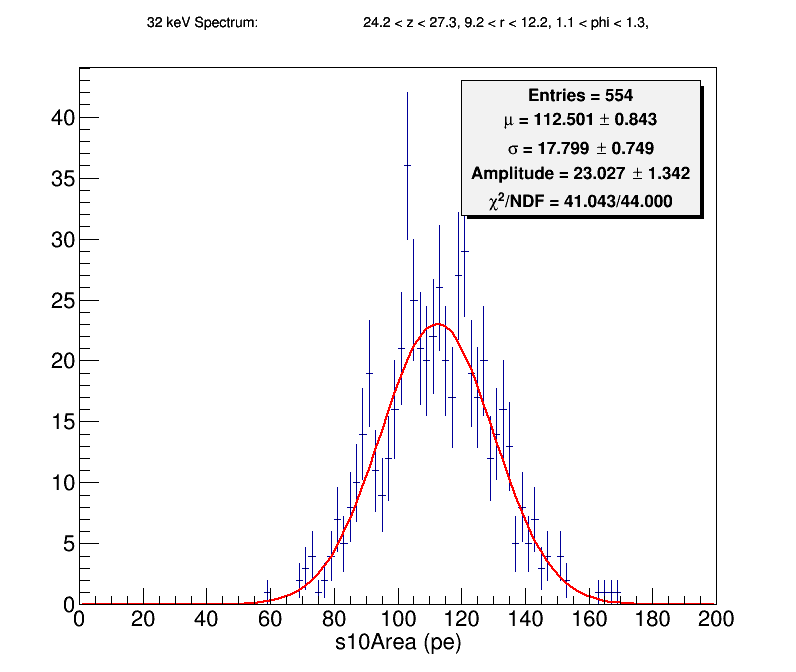 32 keV Spectrum: 24.2 < z < 27.3, 9.2 < r < 12.2, 1.1 < phi < 1.3,
Entries = 554
μ = 112.501 ± 0.843
σ = 17.799 ± 0.749
Amplitude = 23.027 ± 1.342
χ²/NDF = 41.043/44.000
40
35
30
25
20
15
10
5
0
0 20 40 60 80 100 120 140 160 180 200
s10Area (pe)